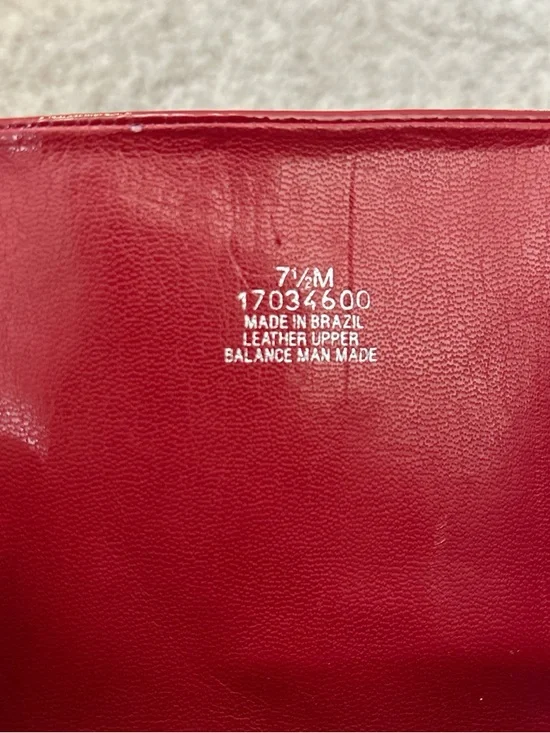 7½M
17034600
MADE IN BRAZIL
LEATHER UPPER
BALANCE MAN MADE